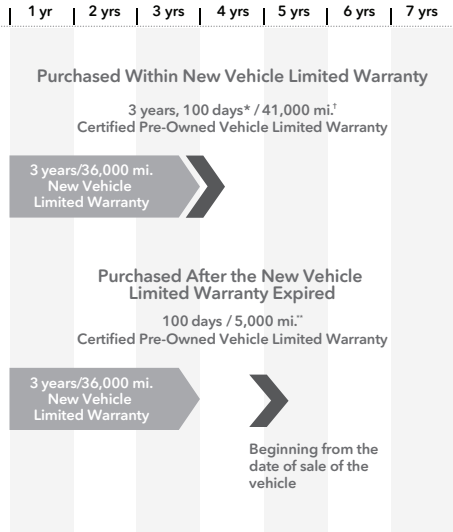 1 yr 2 yrs 3 yrs 4 yrs 5 yrs 6 yrs 7 yrs
Purchased Within New Vehicle Limited Warranty
3 years, 100 days* / 41,000 mi.†
Certified Pre-Owned Vehicle Limited Warranty
3 years/36,000 mi.
New Vehicle
Limited Warranty
Purchased After the New Vehicle
Limited Warranty Expired
100 days / 5,000 mi.**
Certified Pre-Owned Vehicle Limited Warranty
3 years/36,000 mi.
New Vehicle
Limited Warranty
Beginning from the
date of sale of the
vehicle